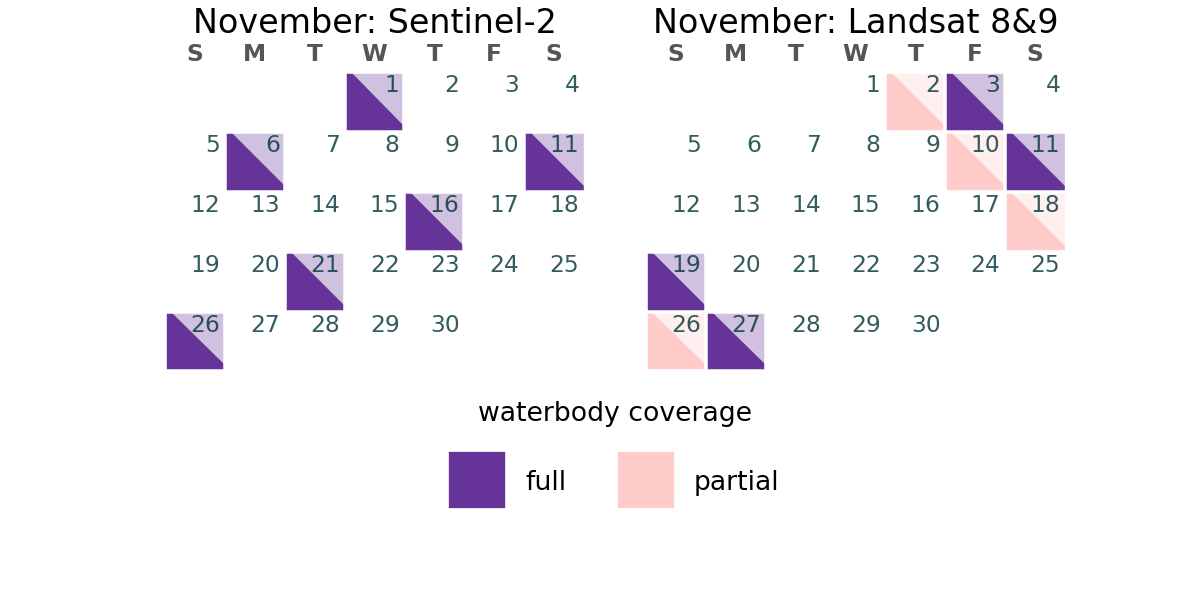 November: Sentinel-2
S M T W T F S
1 2 3 4
5 6 7 8 9 10 11
12 13 14 15 16 17 18
19 20 21 22 23 24 25
26 27 28 29 30
November: Landsat 8&9
S M T W T F S
1 2 3 4
5 6 7 8 9 10 11
12 13 14 15 16 17 18
19 20 21 22 23 24 25
26 27 28 29 30
waterbody coverage
full partial